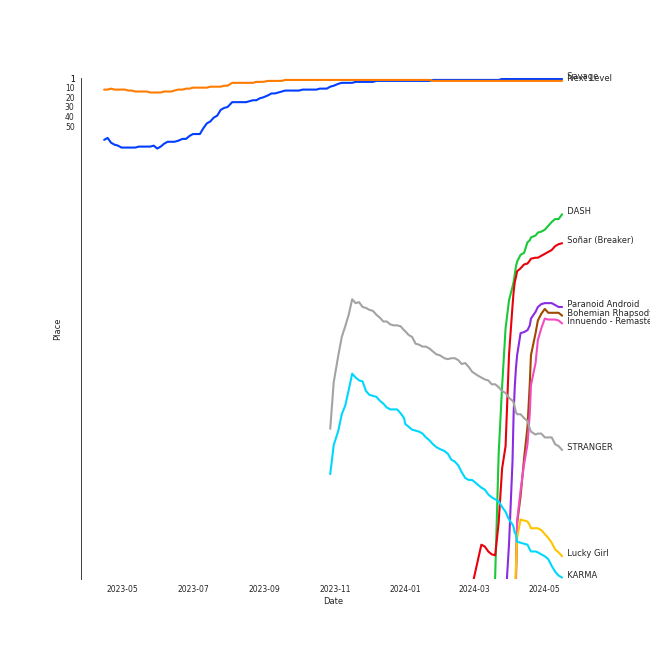 Savage
Next Level
1
10
20
30
40
50
DASH
Soñar (Breaker)
Paranoid Android
Bohemian Rhapsody
Innuendo - Remaste
Place
STRANGER
Lucky Girl
KARMA
2023-05
2023-07
2023-09
2023-11
2024-01
2024-03
2024-05
Date